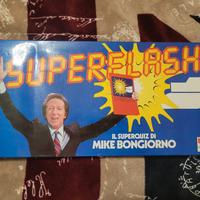 SUPERFLASH
IL SUPERQUIZ DI
MIKE BONGIORNO